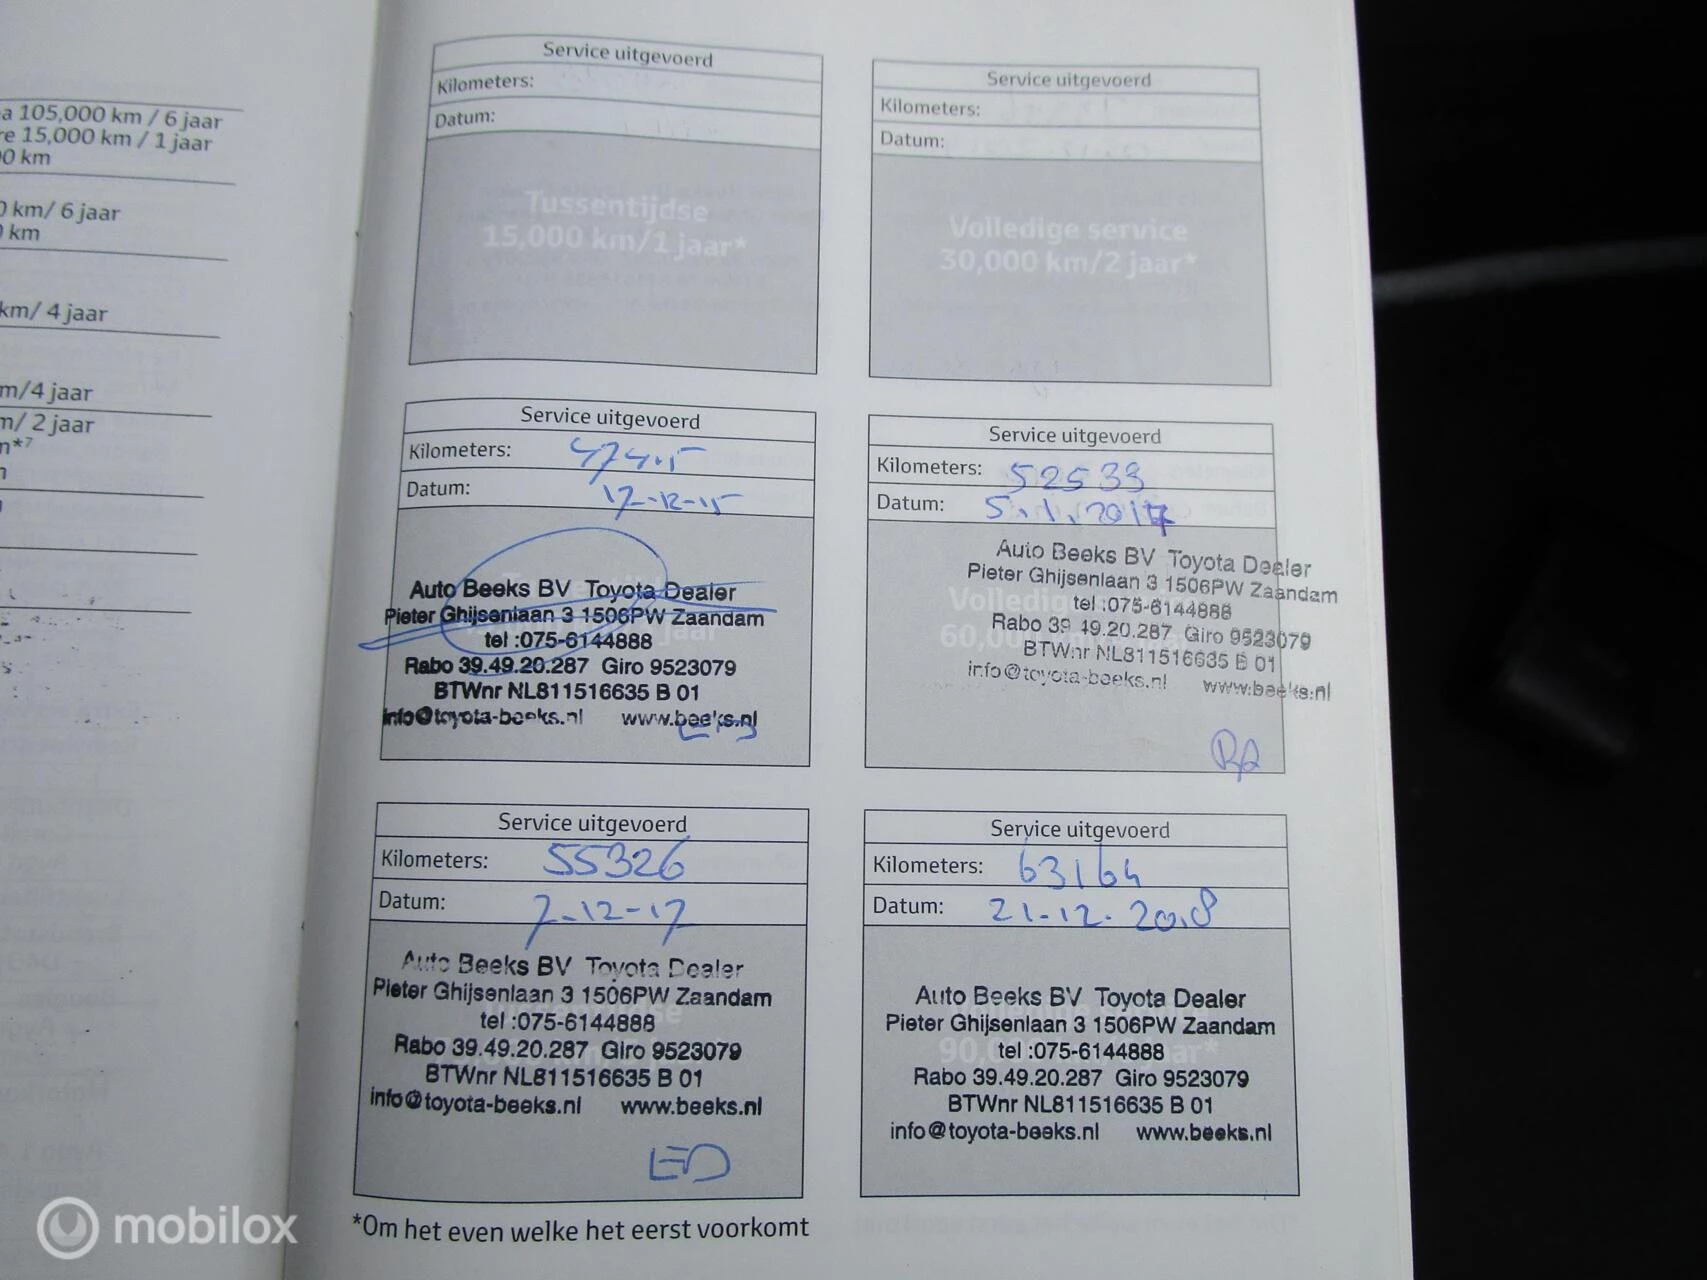 a 105,000 km / 6 jaar
re 15,000 km / 1 jaar
00 km
0 km/ 6 jaar
km
km/ 4 jaar
m/4 jaar
m/ 2 jaar
n*7
Service uitgevoerd
Kilometers:
Datum:
Tussentijdse
15,000 km/1 jaar*
Service uitgevoerd
Kilometers:
Datum:
Volledige service
30,000 km/2 jaar*
Service uitgevoerd
Kilometers:
Datum: 17-12-15
Auto Beeks BV Toyota Dealer
Pieter Ghijsenlaan 3 1506PW Zaandam
tel :075-6144888
Rabo 39.49.20.287 Giro 9523079
BTWnr NL811516635 B 01
info@toyota-beeks.nl www.beeks.nl
Service uitgevoerd
Kilometers: 52533
Datum: 5.1.2017
Auto Beeks BV Toyota Dealer
Pieter Ghijsenlaan 3 1506PW Zaandam
tel :075-6144888
Rabo 39.49.20.287 Giro 9523079
BTWnr NL811516635 B 01
info@toyota-beeks.nl www.beeks.nl
Service uitgevoerd
Kilometers: 55326
Datum: 7-12-17
Auto Beeks BV Toyota Dealer
Pieter Ghijsenlaan 3 1506PW Zaandam
tel :075-6144888
Rabo 39.49.20.287 Giro 9523079
BTWnr NL811516635 B 01
info@toyota-beeks.nl www.beeks.nl
Service uitgevoerd
Kilometers: 63164
Datum: 21-12-2018
Auto Beeks BV Toyota Dealer
Pieter Ghijsenlaan 3 1506PW Zaandam
tel :075-6144888
Rabo 39.49.20.287 Giro 9523079
BTWnr NL811516635 B 01
info@toyota-beeks.nl www.beeks.nl
*Om het even welke het eerst voorkomt
mobilox